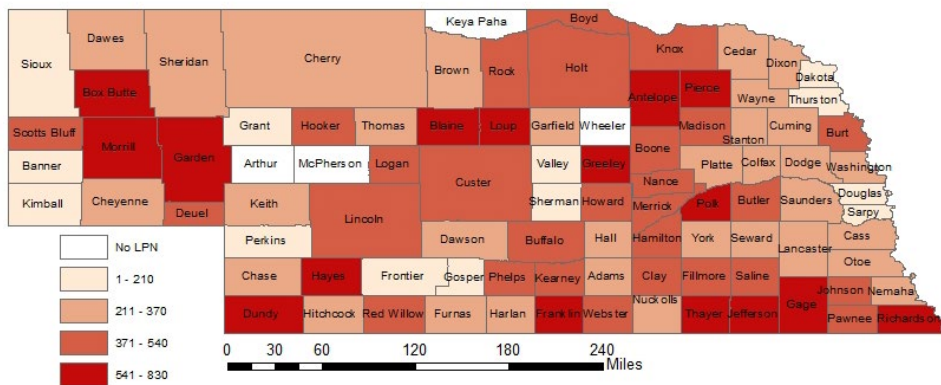 Keya Paha
Boyd
Dawes
Sioux
Sheridan
Cherry
Brown
Rock
Holt
Knox
Cedar
Dixon
Dakota
Box Butte
Antelope
Pierce
Wayne
Thurston
Scotts Bluff
Morrill
Garden
Grant
Hooker
Thomas
Blaine
Loup
Garfield
Wheeler
Madison
Stanton
Cuming
Burt
Banner
Arthur
McPherson
Logan
Custer
Valley
Greeley
Boone
Platte
Colfax
Dodge
Washington
Kimball
Cheyenne
Deuel
Keith
Lincoln
Sherman
Howard
Nance
Merrick
Polk
Butler
Saunders
Douglas
Sarpy
Perkins
Dawson
Buffalo
Hall
Hamilton
York
Seward
Lancaster
Cass
Otoe
Chase
Hayes
Frontier
Gosper
Phelps
Kearney
Adams
Clay
Fillmore
Saline
Gage
Johnson
Nemaha
Dundy
Hitchcock
Red Willow
Furnas
Harlan
Franklin
Webster
Nuckolls
Thayer
Jefferson
Pawnee
Richardson
No LPN
1 - 210
211 - 370
371 - 540
541 - 830
0 30 60 120 180 240
Miles